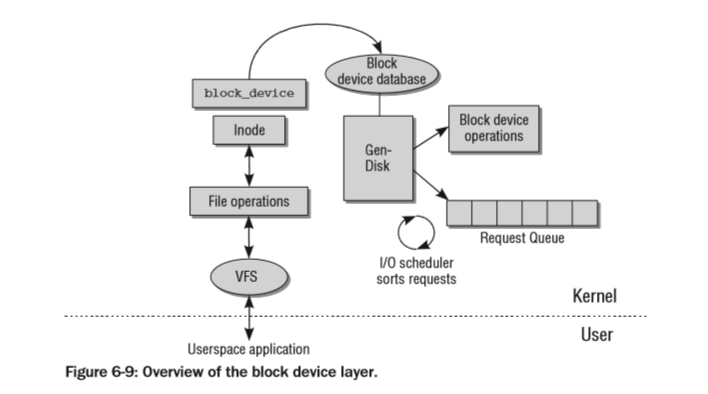 Block
device database
block_device
Inode
Block device
operations
Gen-
Disk
File operations
Request Queue
I/O scheduler
sorts requests
VFS
Kernel
User
Userspace application
Figure 6-9: Overview of the block device layer.